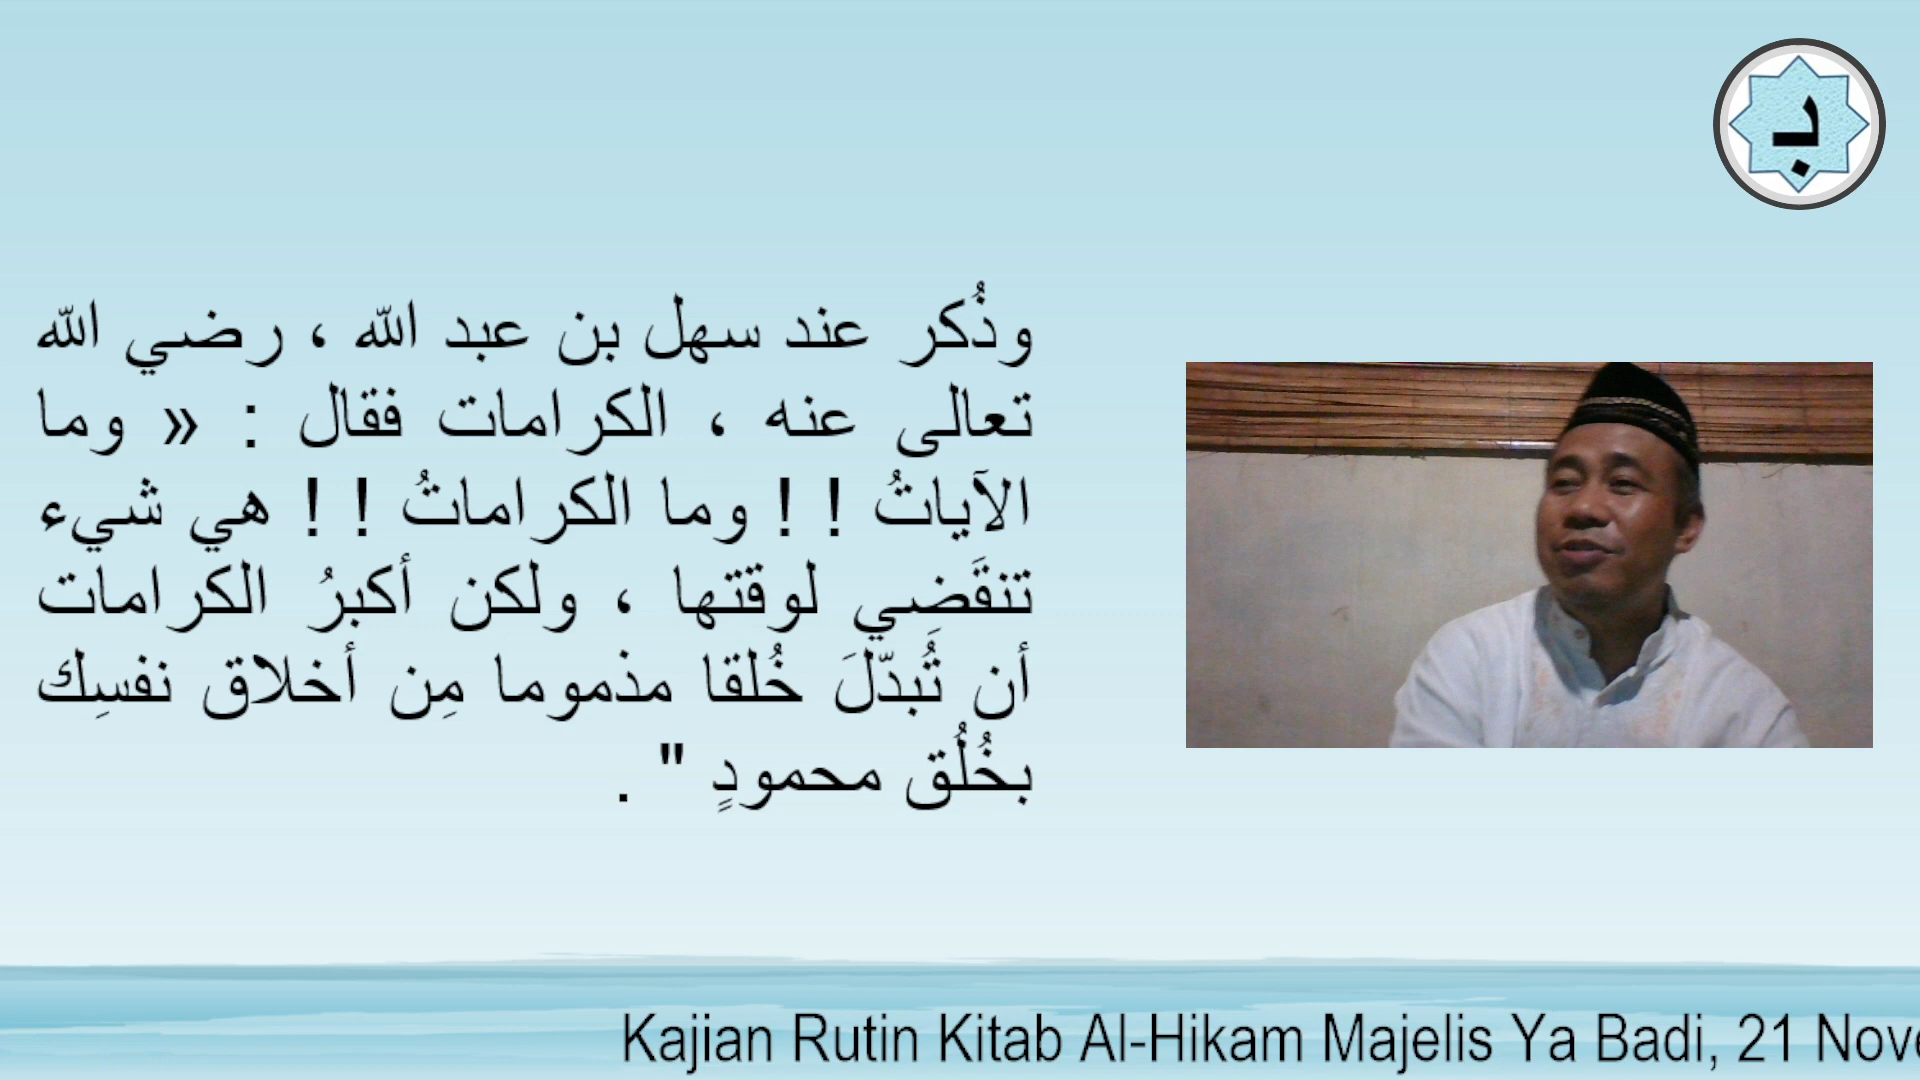 د
وذُكر عند سهل بن عبد الله ، رضي الله
تعالى عنه ، الكرامات فقال : « وما
الآياتُ ! ! وما الكراماتُ ! ! هي شيء
تنقَضِي لوقتها ، ولكن أكبرُ الكرامات
أن تُبدّلَ خُلقا مذموما مِن أخلاق نفسِك
بخُلُق محمودٍ " .
Kajian Rutin Kitab Al-Hikam Majelis Ya Badi, 21 Nove